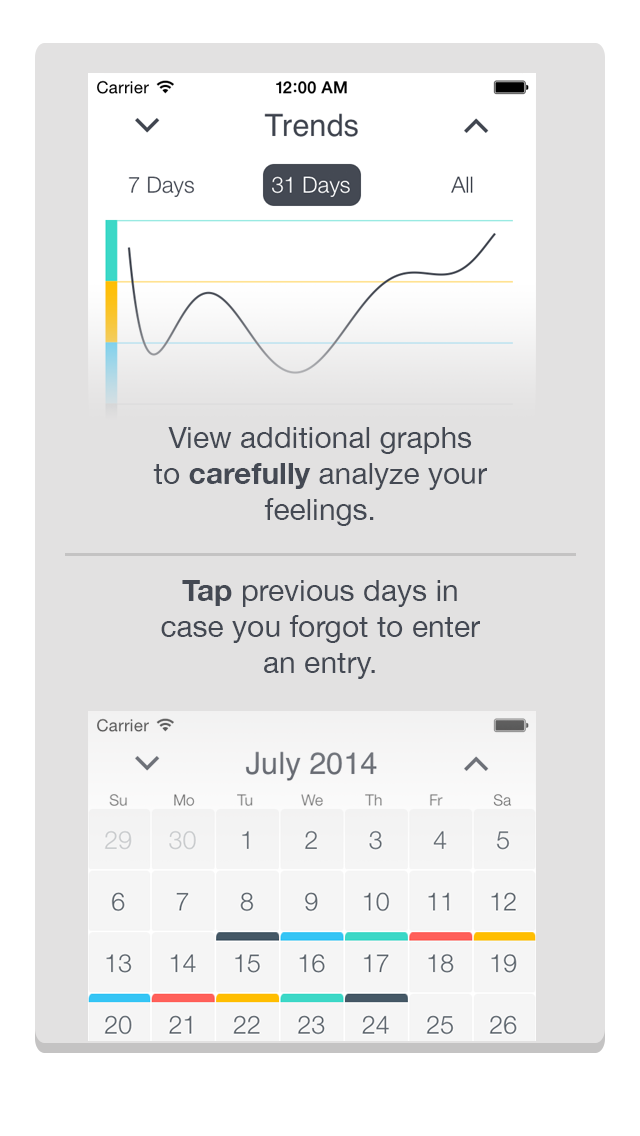 Carrier 12:00 AM
Trends
7 Days 31 Days All
View additional graphs
to carefully analyze your
feelings.
Tap previous days in
case you forgot to enter
an entry.
Carrier
July 2014
Su Mo Tu We Th Fr Sa
29 30 1 2 3 4 5
6 7 8 9 10 11 12
13 14 15 16 17 18 19
20 21 22 23 24 25 26